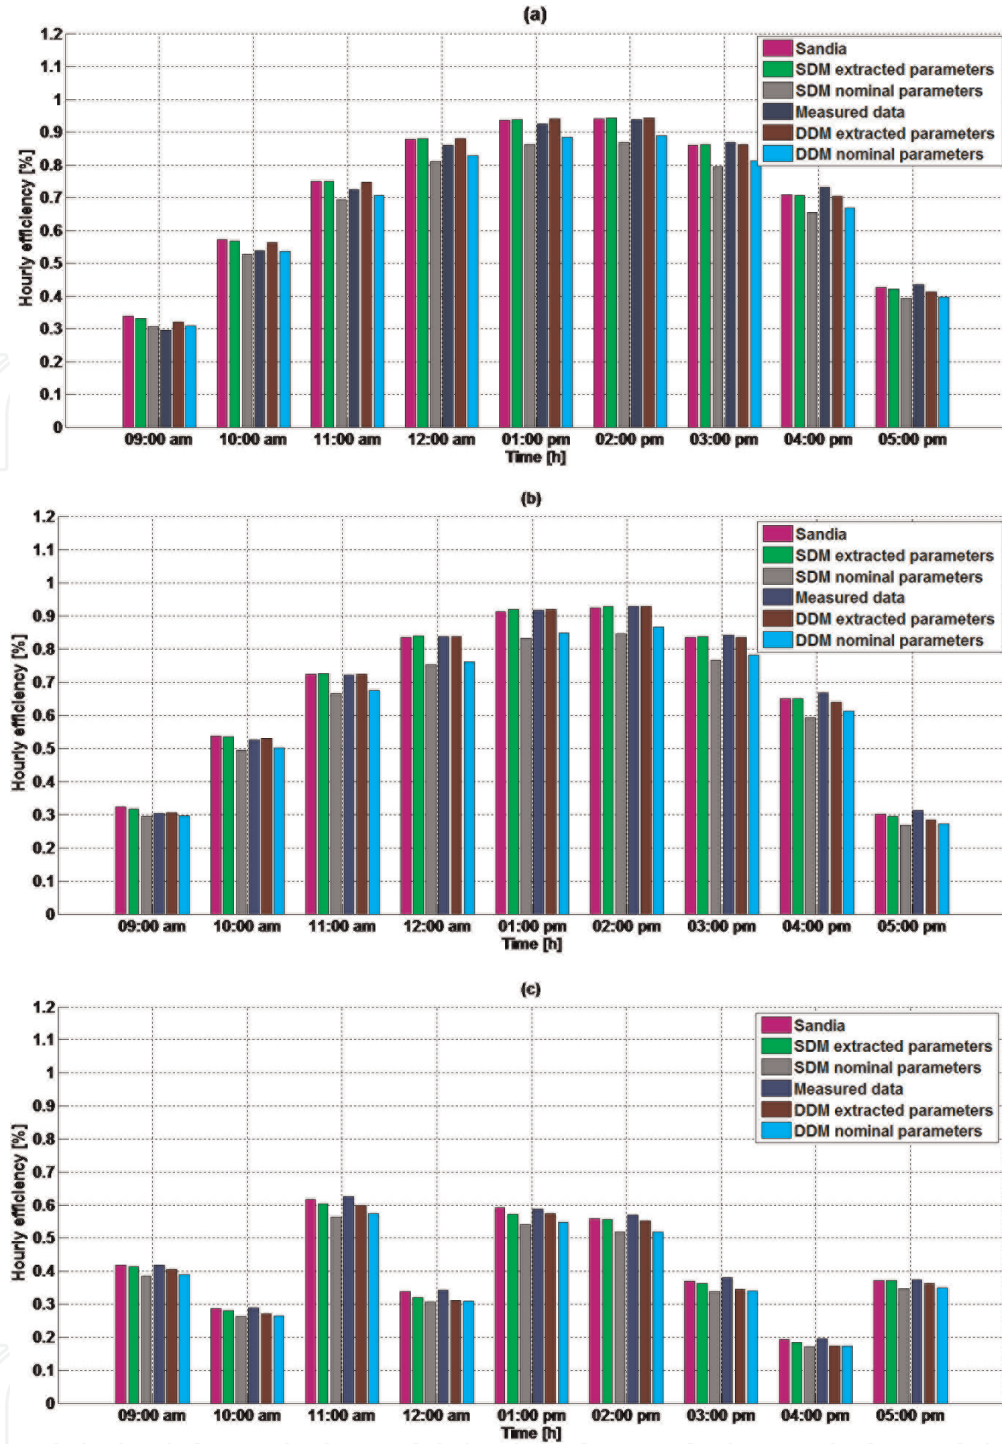 (a)
1.2
1.1
1
0.9
0.8
0.7
0.6
0.5
0.4
0.3
0.2
0.1
0
Hourly efficiency [%]
Sandia
SDM extracted parameters
SDM nominal parameters
Measured data
DDM extracted parameters
DDM nominal parameters
09:00 am 10:00 am 11:00 am 12:00 am 01:00 pm 02:00 pm 03:00 pm 04:00 pm 05:00 pm
Time [h]
(b)
1.2
1.1
1
0.9
0.8
0.7
0.6
0.5
0.4
0.3
0.2
0.1
0
Hourly efficiency [%]
Sandia
SDM extracted parameters
SDM nominal parameters
Measured data
DDM extracted parameters
DDM nominal parameters
09:00 am 10:00 am 11:00 am 12:00 am 01:00 pm 02:00 pm 03:00 pm 04:00 pm 05:00 pm
Time [h]
(c)
1.2
1.1
1
0.9
0.8
0.7
0.6
0.5
0.4
0.3
0.2
0.1
0
Hourly efficiency [%]
Sandia
SDM extracted parameters
SDM nominal parameters
Measured data
DDM extracted parameters
DDM nominal parameters
09:00 am 10:00 am 11:00 am 12:00 am 01:00 pm 02:00 pm 03:00 pm 04:00 pm 05:00 pm
Time [h]